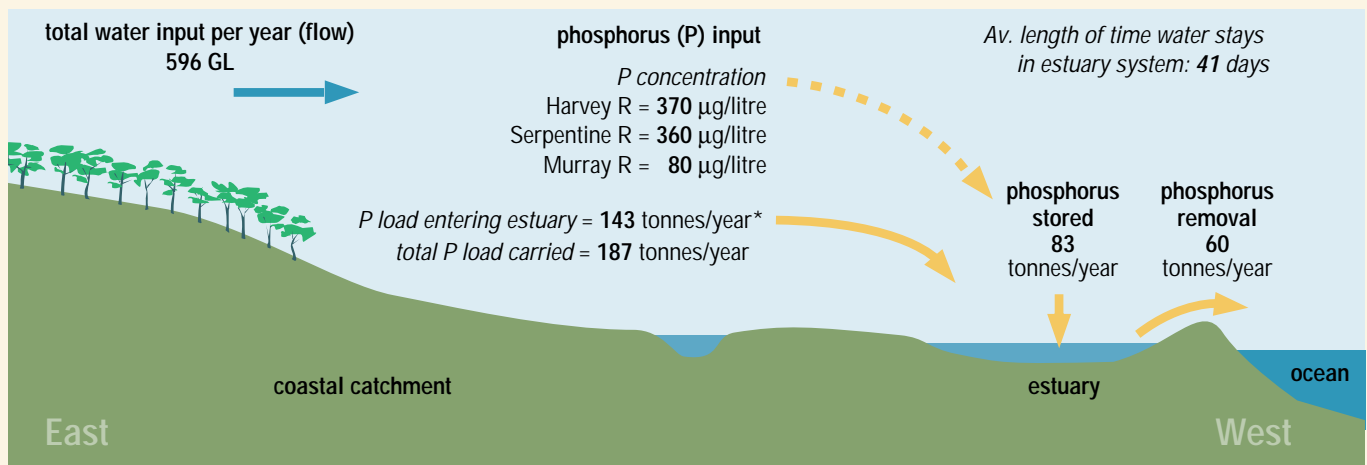 total water input per year (flow)
596 GL
phosphorus (P) input
P concentration
Harvey R = 370 µg/litre
Serpentine R = 360 µg/litre
Murray R = 80 µg/litre
P load entering estuary = 143 tonnes/year*
total P load carried = 187 tonnes/year
Av. length of time water stays
in estuary system: 41 days
phosphorus
stored
83
tonnes/year
phosphorus
removal
60
tonnes/year
coastal catchment
estuary
ocean
East
West